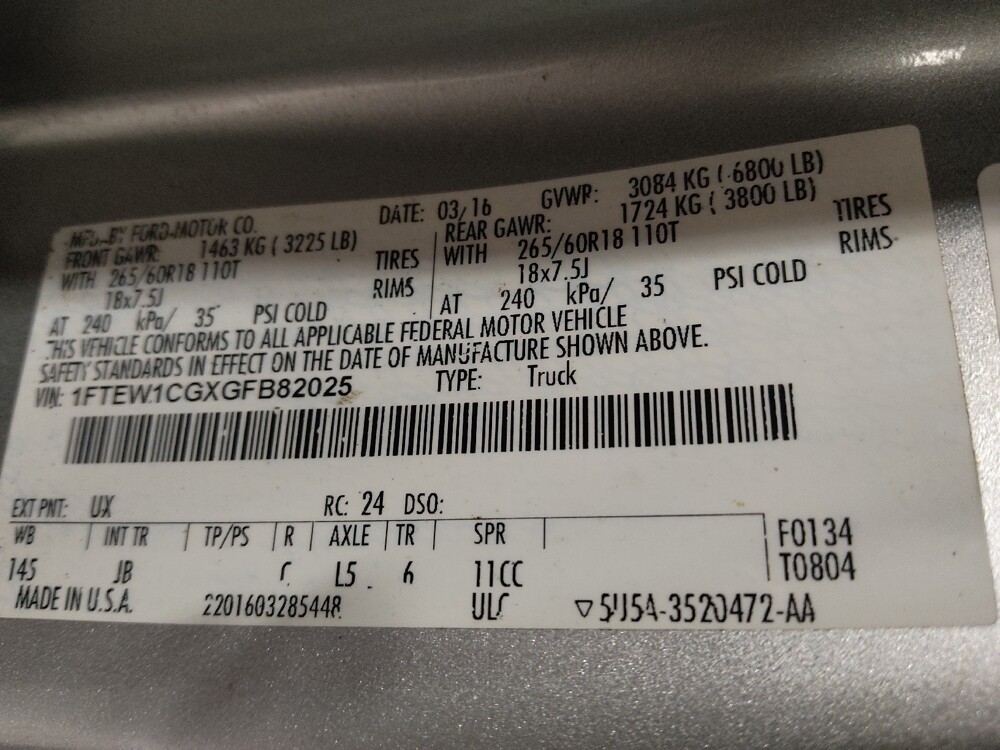 MFD. BY FORD MOTOR CO.
DATE: 03/16 GVWR: 3084 KG ( 6800 LB)
FRONT GAWR: 1463 KG ( 3225 LB) REAR GAWR: 1724 KG ( 3800 LB)
WITH 265/60R18 110T TIRES WITH 265/60R18 110T TIRES
18x7.5J RIMS 18x7.5J RIMS
AT 240 kPa/ 35 PSI COLD AT 240 kPa/ 35 PSI COLD
THIS VEHICLE CONFORMS TO ALL APPLICABLE FEDERAL MOTOR VEHICLE
SAFETY STANDARDS IN EFFECT ON THE DATE OF MANUFACTURE SHOWN ABOVE.
VIN: 1FTEW1CGXGFB82025 TYPE: Truck
EXT PNT: UX RC: 24 DSO:
WB INT TR TP/PS R AXLE TR SPR F0134
145 JB L5 6 11CC T0804
MADE IN U.S.A. 2201603285448 ▽